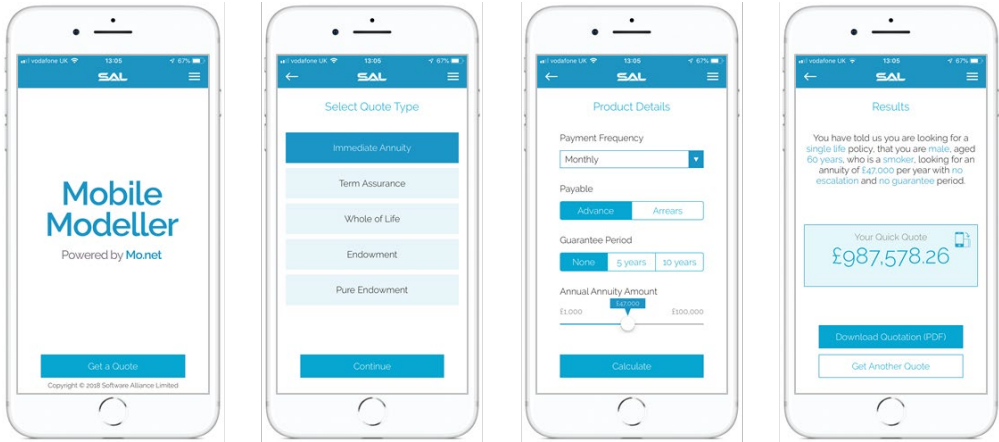 vodafone UK 13:05 67%
SAL
Mobile
Modeller
Powered by Mo.net
Get a Quote
Copyright © 2018 Software Alliance Limited
vodafone UK 13:05 67%
SAL
Select Quote Type
Immediate Annuity
Term Assurance
Whole of Life
Endowment
Pure Endowment
Continue
vodafone UK 13:05 67%
SAL
Product Details
Payment Frequency
Monthly
Payable
Advance Arrears
Guarantee Period
None 5 years 10 years
Annual Annuity Amount
£47,000
£1,000 £100,000
Calculate
vodafone UK 13:05 67%
SAL
Results
You have told us you are looking for a
single life policy, that you are male, aged
60 years, who is a smoker, looking for an
annuity of £47,000 per year with no
escalation and no guarantee period.
Your Quick Quote
£987,578.26
Download Quotation (PDF)
Get Another Quote